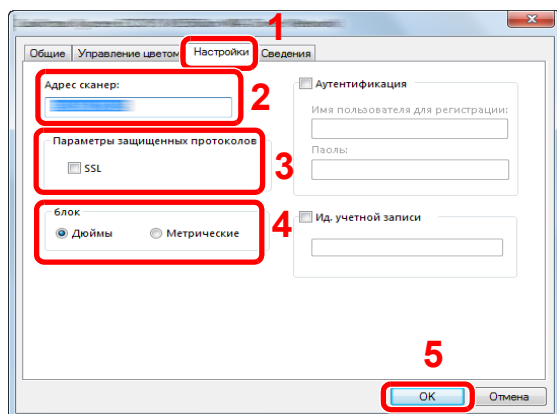 1
Общие Управление цветом Настройки Сведения
Адрес сканер:
2
Параметры защищенных протоколов
SSL
3
блок
Дюймы Метрические
4
Аутентификация
Имя пользователя для регистрации:
Паоль:
Ид. учетной записи
5
OK Отмена